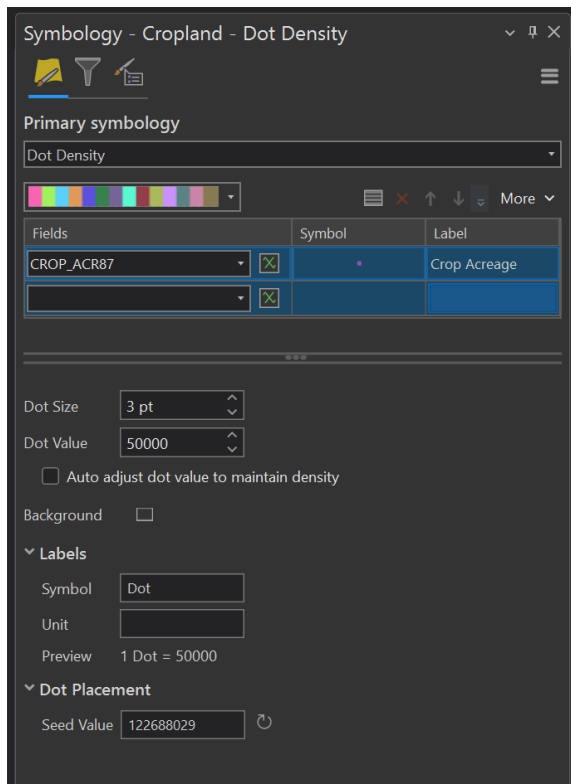 Symbology - Cropland - Dot Density
Primary symbology
Dot Density
More
Fields Symbol Label
CROP_ACR87 Crop Acreage
Dot Size 3 pt
Dot Value 50000
Auto adjust dot value to maintain density
Background
Labels
Symbol Dot
Unit
Preview 1 Dot = 50000
Dot Placement
Seed Value 122688029